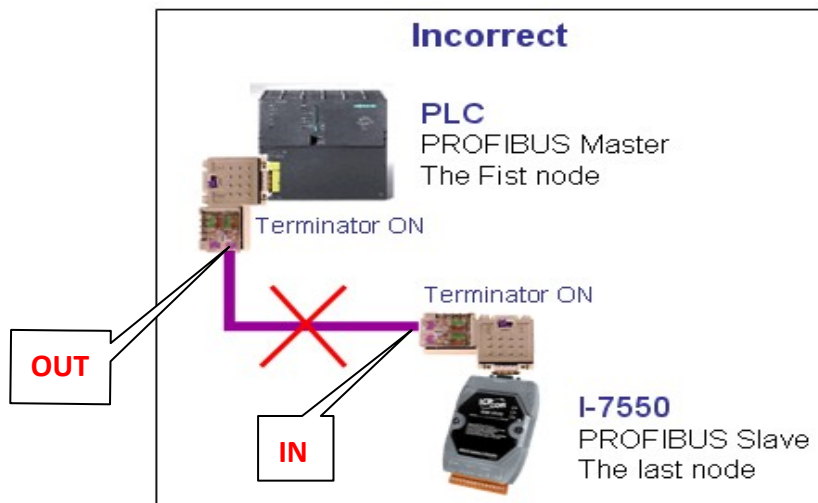 Incorrect
PLC
PROFIBUS Master
The Fist node
Terminator ON
Terminator ON
OUT
IN
I-7550
PROFIBUS Slave
The last node